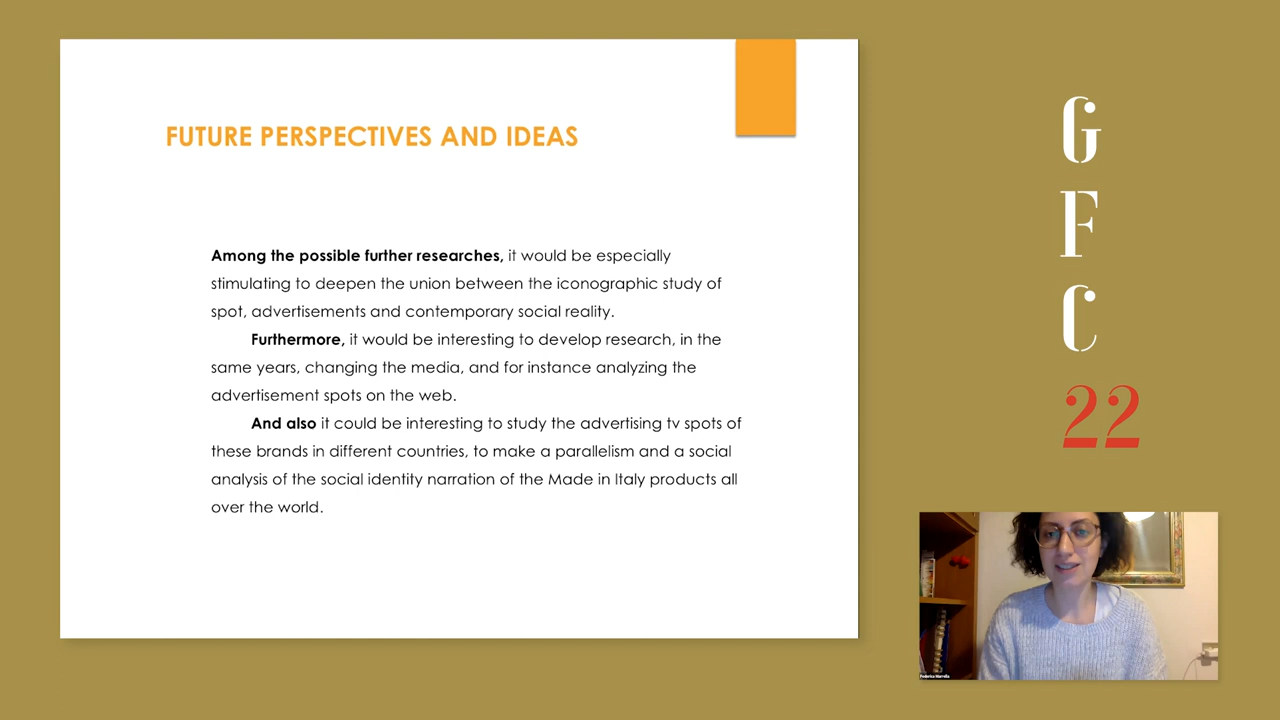 FUTURE PERSPECTIVES AND IDEAS
Among the possible further researches, it would be especially
stimulating to deepen the union between the iconographic study of
spot, advertisements and contemporary social reality.
Furthermore, it would be interesting to develop research, in the
same years, changing the media, and for instance analyzing the
advertisement spots on the web.
And also it could be interesting to study the advertising tv spots of
these brands in different countries, to make a parallelism and a social
analysis of the social identity narration of the Made in Italy products all
over the world.
G
F
C
22
Federica Marrella